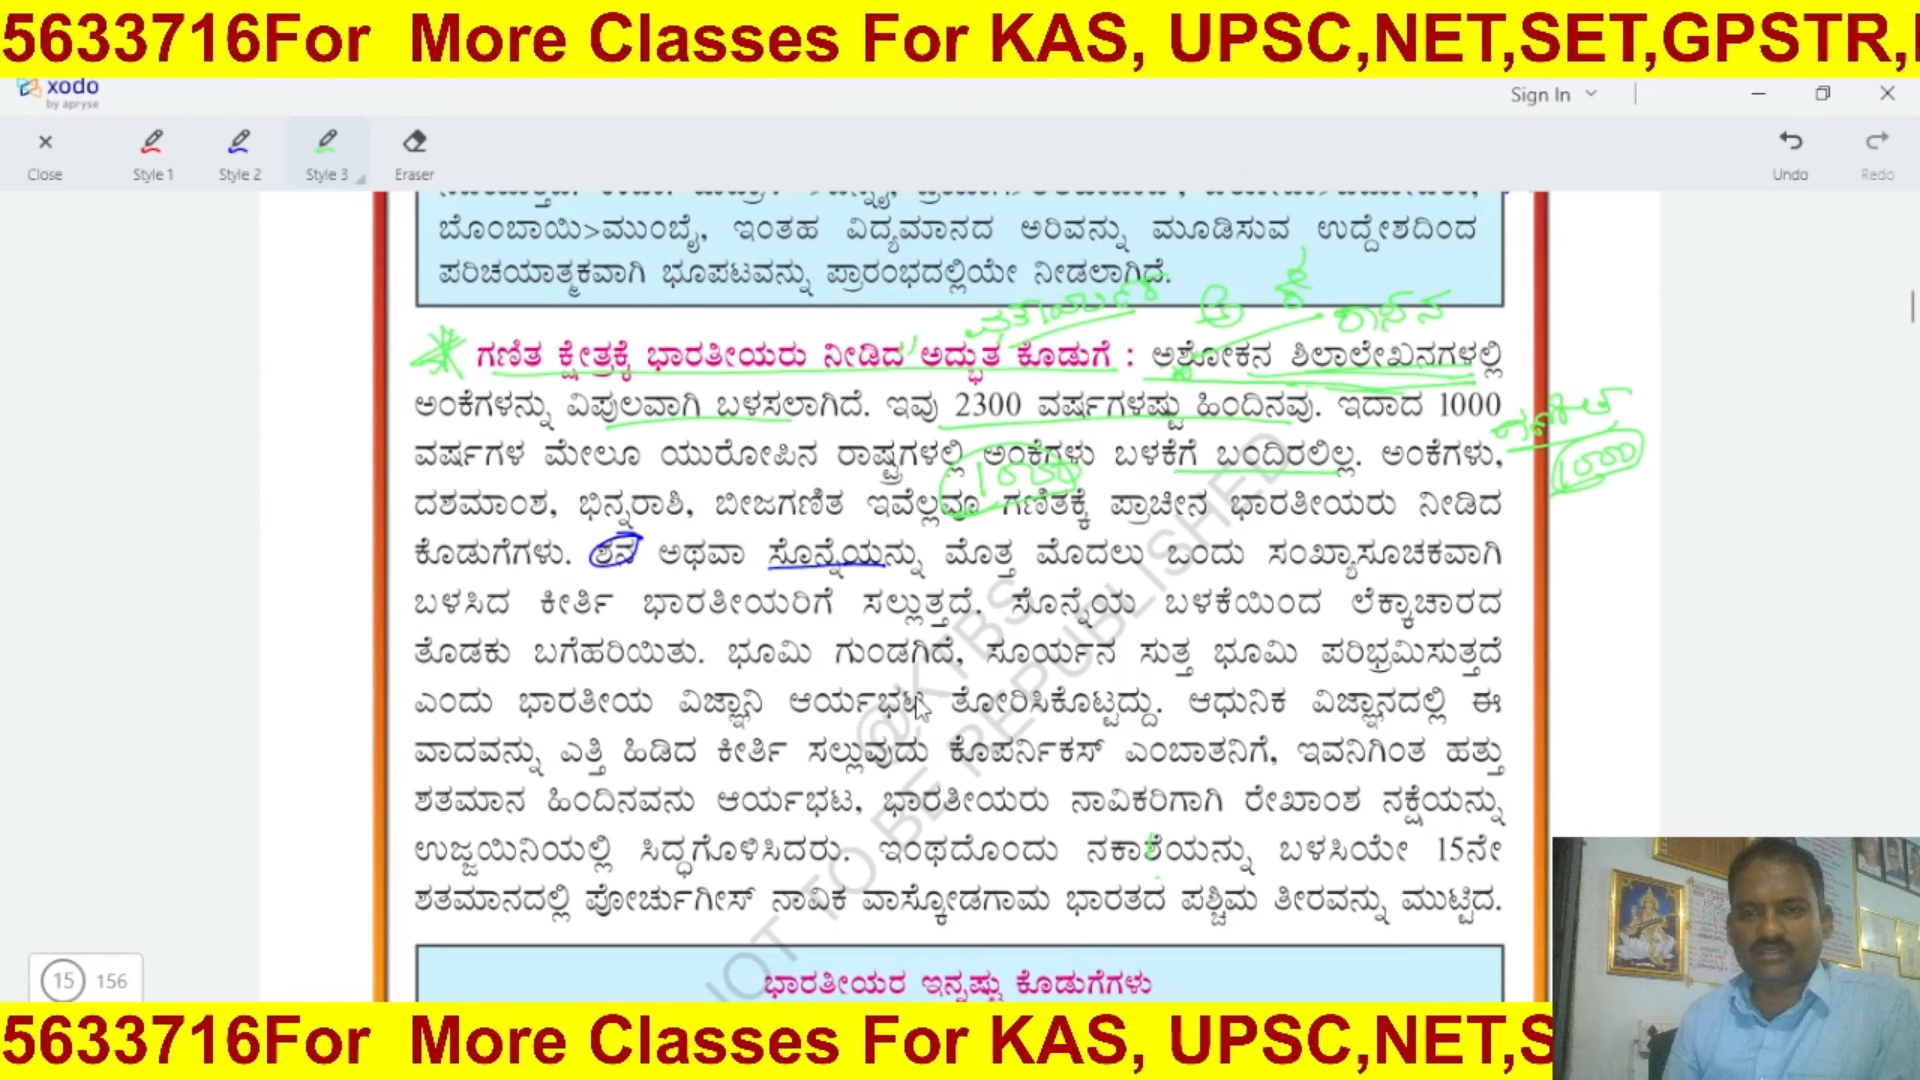 5633716For More Classes For KAS, UPSC,NET,SET,GPSTR,
xodo
by apryse
Sign In
Close
Style 1
Style 2
Style 3
Eraser
Undo
Redo
ಬೊಂಬಾಯಿ>ಮುಂಬೈ, ಇಂತಹ ವಿದ್ಯಮಾನದ ಅರಿವನ್ನು ಮೂಡಿಸುವ ಉದ್ದೇಶದಿಂದ
ಪರಿಚಯಾತ್ಮಕವಾಗಿ ಭೂಪಟವನ್ನು ಪ್ರಾರಂಭದಲ್ಲಿಯೇ ನೀಡಲಾಗಿದೆ.
ಗಣಿತ ಕ್ಷೇತ್ರಕ್ಕೆ ಭಾರತೀಯರು ನೀಡಿದ ಅದ್ಭುತ ಕೊಡುಗೆ : ಅಶೋಕನ ಶಿಲಾಲೇಖನಗಳಲ್ಲಿ
ಅಂಕೆಗಳನ್ನು ವಿಪುಲವಾಗಿ ಬಳಸಲಾಗಿದೆ. ಇವು 2300 ವರ್ಷಗಳಷ್ಟು ಹಿಂದಿನವು. ಇದಾದ 1000
ವರ್ಷಗಳ ಮೇಲೂ ಯುರೋಪಿನ ರಾಷ್ಟ್ರಗಳಲ್ಲಿ ಅಂಕೆಗಳು ಬಳಕೆಗೆ ಬಂದಿರಲಿಲ್ಲ. ಅಂಕೆಗಳು,
1000
1000
ದಶಮಾಂಶ, ಭಿನ್ನರಾಶಿ, ಬೀಜಗಣಿತ ಇವೆಲ್ಲವೂ ಗಣಿತಕ್ಕೆ ಪ್ರಾಚೀನ ಭಾರತೀಯರು ನೀಡಿದ
ಕೊಡುಗೆಗಳು. ಶೂನ್ಯ ಅಥವಾ ಸೊನ್ನೆಯನ್ನು ಮೊತ್ತ ಮೊದಲು ಒಂದು ಸಂಖ್ಯಾಸೂಚಕವಾಗಿ
ಬಳಸಿದ ಕೀರ್ತಿ ಭಾರತೀಯರಿಗೆ ಸಲ್ಲುತ್ತದೆ. ಸೊನ್ನೆಯ ಬಳಕೆಯಿಂದ ಲೆಕ್ಕಾಚಾರದ
ತೊಡಕು ಬಗೆಹರಿಯಿತು. ಭೂಮಿ ಗುಂಡಗಿದೆ, ಸೂರ್ಯನ ಸುತ್ತ ಭೂಮಿ ಪರಿಭ್ರಮಿಸುತ್ತದೆ
ಎಂದು ಭಾರತೀಯ ವಿಜ್ಞಾನಿ ಆರ್ಯಭಟ ತೋರಿಸಿಕೊಟ್ಟದ್ದು. ಆಧುನಿಕ ವಿಜ್ಞಾನದಲ್ಲಿ ಈ
ವಾದವನ್ನು ಎತ್ತಿ ಹಿಡಿದ ಕೀರ್ತಿ ಸಲ್ಲುವುದು ಕೊಪರ್ನಿಕಸ್ ಎಂಬಾತನಿಗೆ, ಇವನಿಗಿಂತ ಹತ್ತು
ಶತಮಾನ ಹಿಂದಿನವನು ಆರ್ಯಭಟ, ಭಾರತೀಯರು ನಾವಿಕರಿಗಾಗಿ ರೇಖಾಂಶ ನಕ್ಷೆಯನ್ನು
ಉಜ್ಜಯಿನಿಯಲ್ಲಿ ಸಿದ್ಧಗೊಳಿಸಿದರು. ಇಂಥದೊಂದು ನಕಾಶೆಯನ್ನು ಬಳಸಿಯೇ 15ನೇ
ಶತಮಾನದಲ್ಲಿ ಪೋರ್ಚುಗೀಸ್ ನಾವಿಕ ವಾಸ್ಕೋಡಗಾಮ ಭಾರತದ ಪಶ್ಚಿಮ ತೀರವನ್ನು ಮುಟ್ಟಿದ.
@KTBS
NOT TO BE REPUBLISHED
15 156
ಭಾರತೀಯರ ಇನ್ನಷ್ಟು ಕೊಡುಗೆಗಳು
5633716For More Classes For KAS, UPSC,NET,S